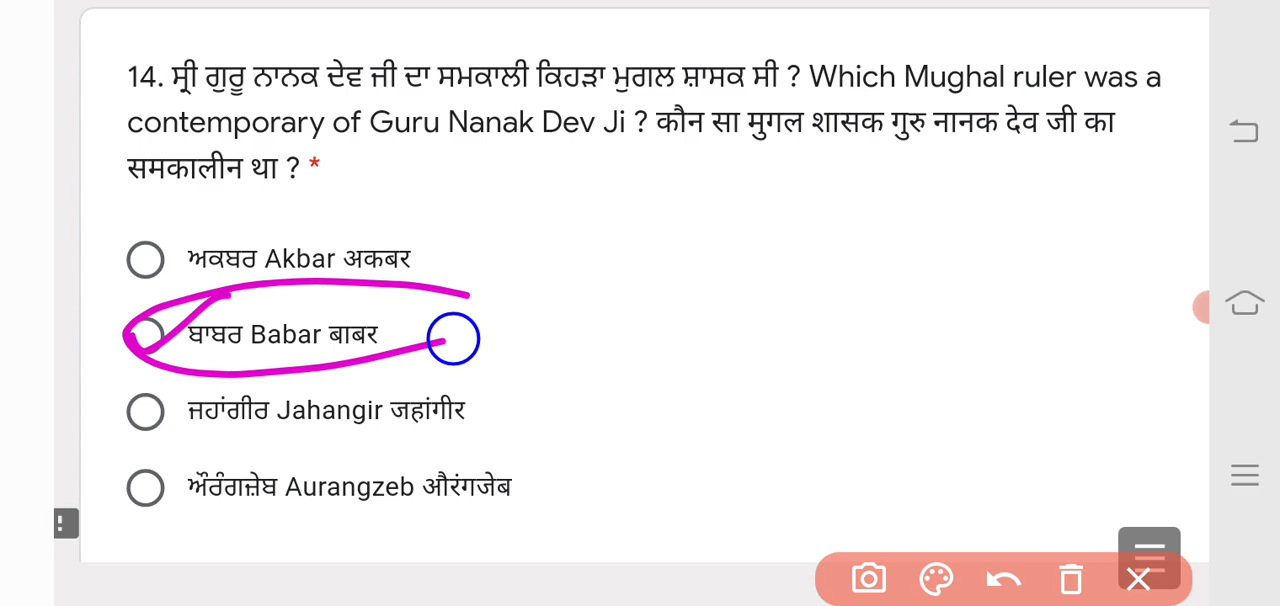 14. ਸ੍ਰੀ ਗੁਰੂ ਨਾਨਕ ਦੇਵ ਜੀ ਦਾ ਸਮਕਾਲੀ ਕਿਹੜਾ ਮੁਗਲ ਸ਼ਾਸਕ ਸੀ ? Which Mughal ruler was a
contemporary of Guru Nanak Dev Ji ? कौन सा मुगल शासक गुरु नानक देव जी का
समकालीन था ? *
ਅਕਬਰ Akbar अकबर
ਬਾਬਰ Babar बाबर
ਜਹਾਂਗੀਰ Jahangir जहांगीर
ਔਰੰਗਜ਼ੇਬ Aurangzeb औरंगजेब